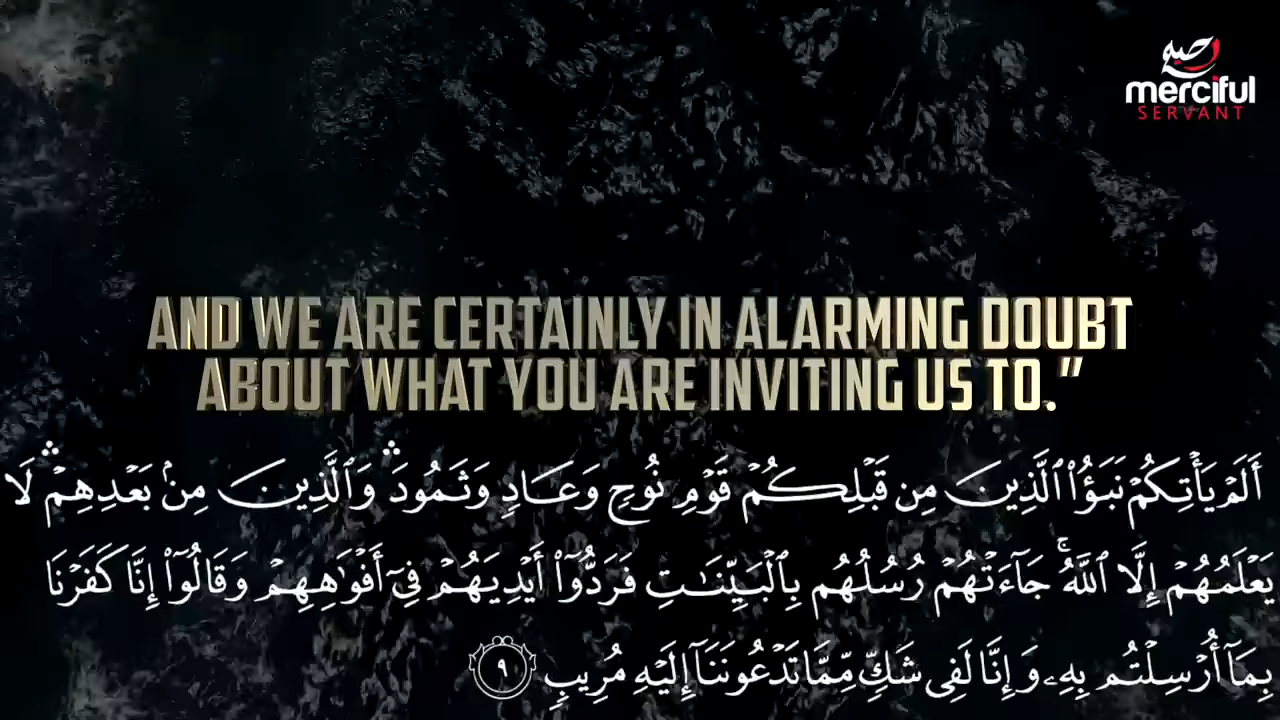 merciful
SERVANT
AND WE ARE CERTAINLY IN ALARMING DOUBT
ABOUT WHAT YOU ARE INVITING US TO."
أَلَمْ يَأْتِكُمْ نَبَؤُا۟ ٱلَّذِينَ مِن قَبْلِكُمْ قَوْمِ نُوحٍ وَعَادٍ وَثَمُودَ ۛ وَٱلَّذِينَ مِنۢ بَعْدِهِمْ ۛ لَا
يَعْلَمُهُمْ إِلَّا ٱللَّهُ ۚ جَآءَتْهُمْ رُسُلُهُم بِٱلْبَيِّنَـٰتِ فَرَدُّوٓا۟ أَيْدِيَهُمْ فِىٓ أَفْوَٰهِهِمْ وَقَالُوٓا۟ إِنَّا كَفَرْنَا
بِمَآ أُرْسِلْتُم بِهِۦ وَإِنَّا لَفِى شَكٍّ مِّمَّا تَدْعُونَنَآ إِلَيْهِ مُرِيبٍ ٩